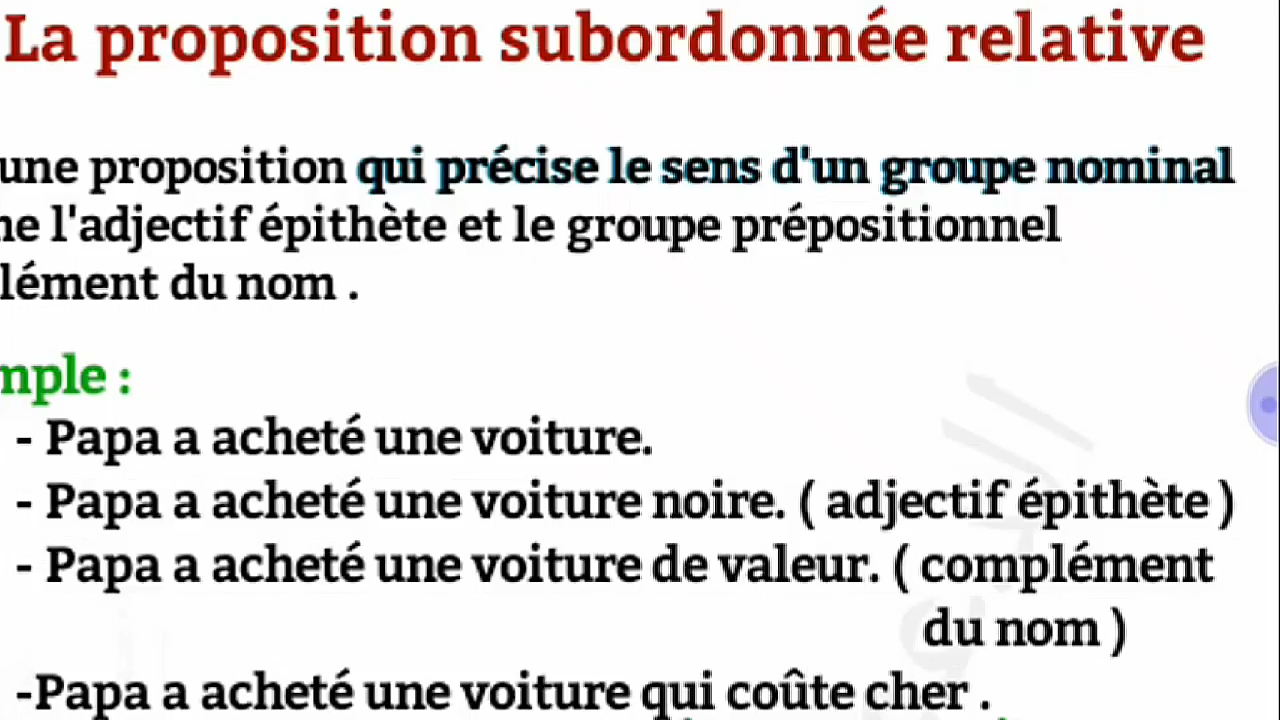 La proposition subordonnée relative
une proposition qui précise le sens d'un groupe nominal
l'adjectif épithète et le groupe prépositionnel
lément du nom .
mple :
- Papa a acheté une voiture.
- Papa a acheté une voiture noire. ( adjectif épithète )
- Papa a acheté une voiture de valeur. ( complément
du nom )
-Papa a acheté une voiture qui coûte cher .